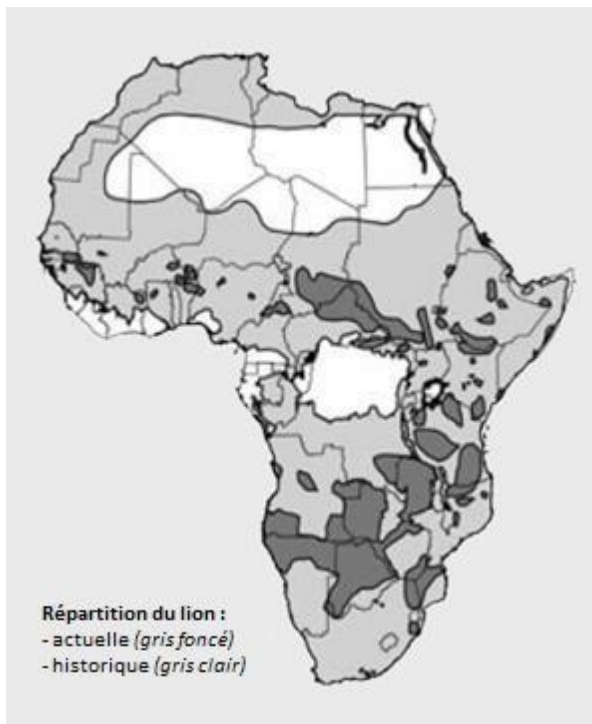 Répartition du lion :
- actuelle (gris foncé)
- historique (gris clair)